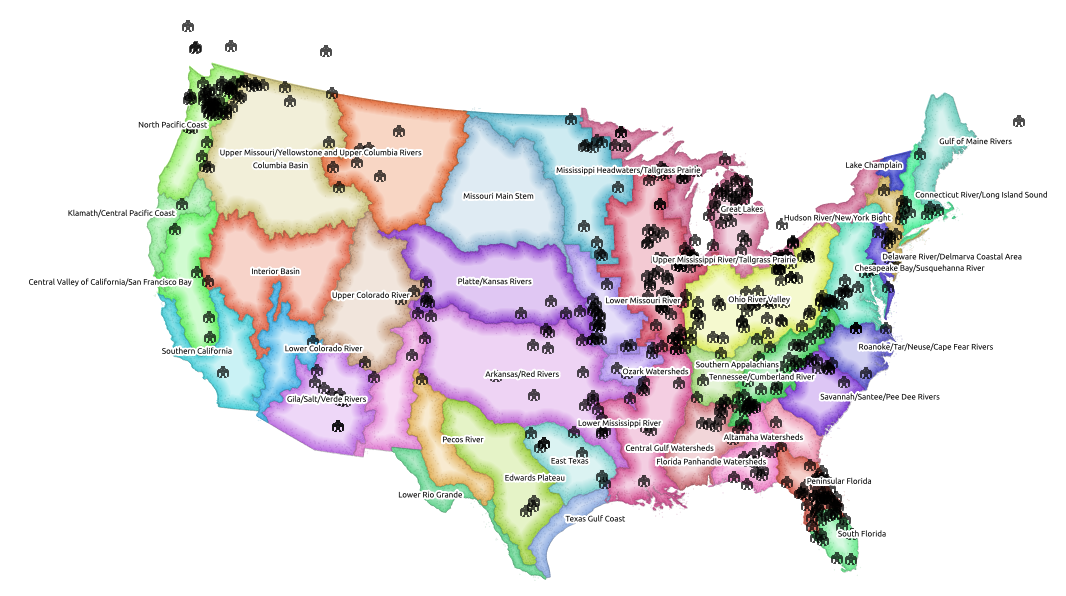 North Pacific Coast
Gulf of Maine Rivers
Upper Missouri/Yellowstone and Upper Columbia Rivers
Columbia Basin
Lake Champlain
Mississippi Headwaters/Tallgrass Prairie
Missouri Main Stem
Connecticut River/Long Island Sound
Klamath/Central Pacific Coast
Great Lakes
Hudson River/New York Bight
Delaware River/Delmarva Coastal Area
Upper Mississippi River/Tallgrass Prairie
Chesapeake Bay/Susquehanna River
Interior Basin
Central Valley of California/San Francisco Bay
Platte/Kansas Rivers
Upper Colorado River
Lower Missouri River
Ohio River Valley
Southern California
Lower Colorado River
Roanoke/Tar/Neuse/Cape Fear Rivers
Southern Appalachians
Ozark Watersheds
Arkansas/Red Rivers
Tennessee/Cumberland River
Gila/Salt/Verde Rivers
Savannah/Santee/Pee Dee Rivers
Lower Mississippi River
Pecos River
Altamaha Watersheds
Central Gulf Watersheds
East Texas
Florida Panhandle Watersheds
Edwards Plateau
Peninsular Florida
Lower Rio Grande
Texas Gulf Coast
South Florida